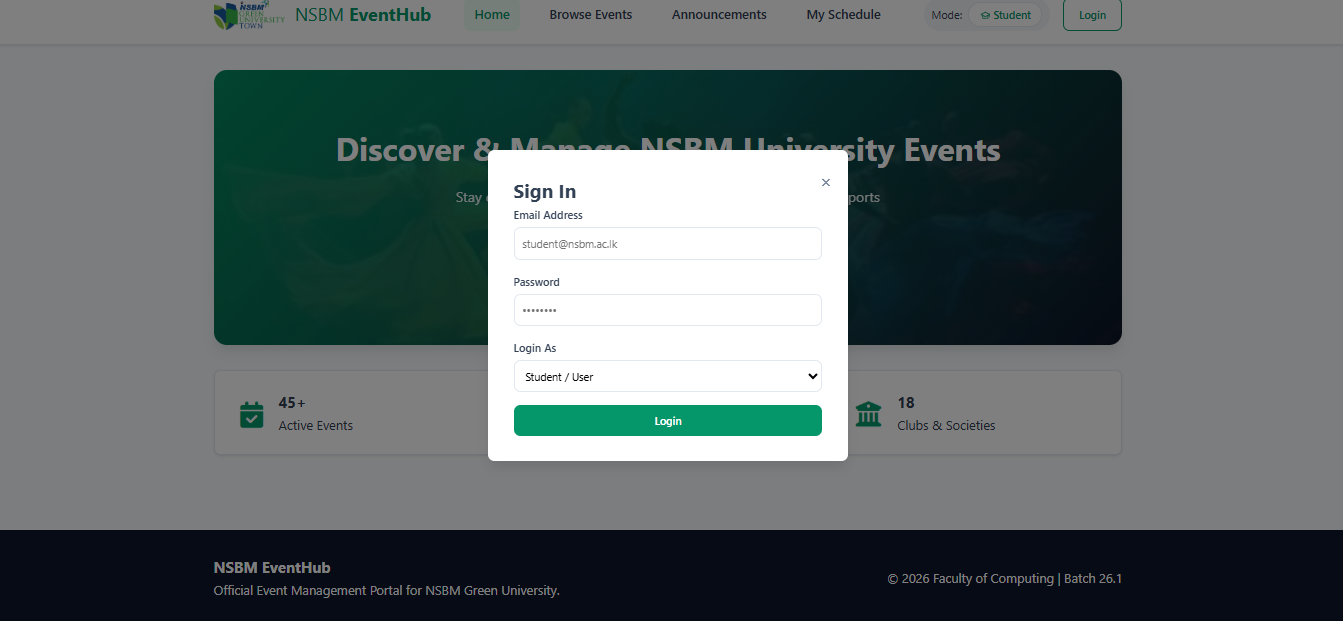 NSBM
GREEN
UNIVERSITY
TOWN
NSBM EventHub
Home
Browse Events
Announcements
My Schedule
Mode:
Student
Login
Discover & Manage NSBM University Events
Stay
ports
Sign In
×
Email Address
student@nsbm.ac.lk
Password
••••••••
Login As
Student / User
Login
45+
Active Events
18
Clubs & Societies
NSBM EventHub
Official Event Management Portal for NSBM Green University.
© 2026 Faculty of Computing | Batch 26.1